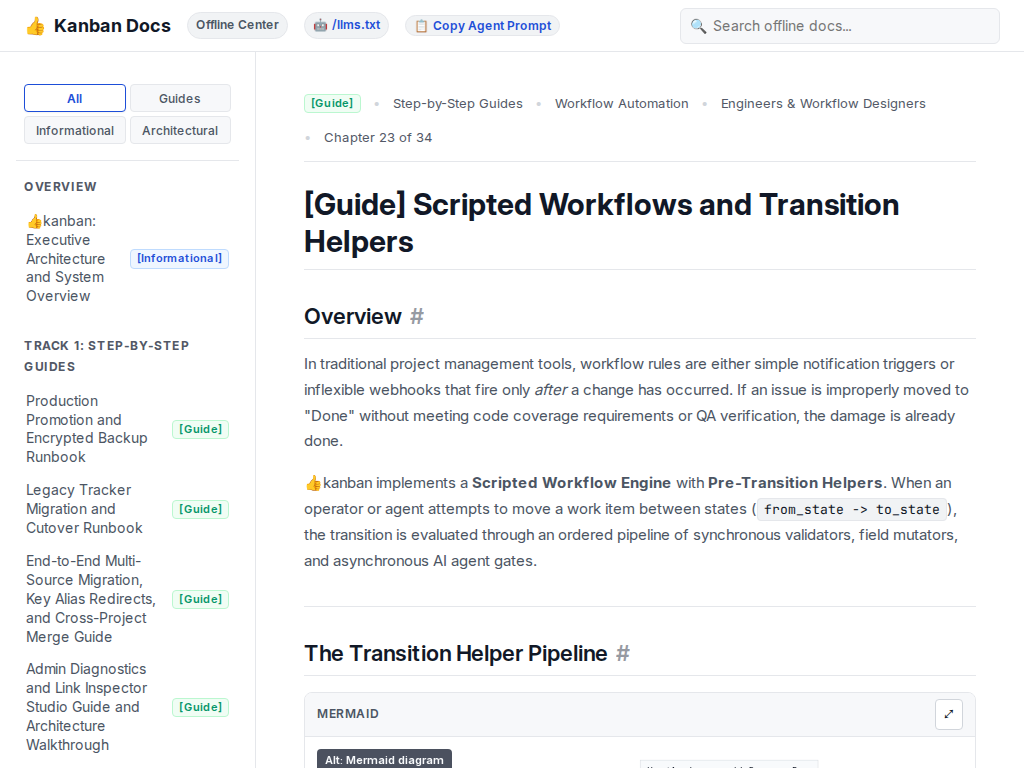 👍 Kanban Docs
Offline Center
🤖 /llms.txt
📋 Copy Agent Prompt
🔍 Search offline docs...
All
Guides
Informational
Architectural
OVERVIEW
👍kanban:
Executive
Architecture
and System
Overview
[Informational]
TRACK 1: STEP-BY-STEP
GUIDES
Production
Promotion and
Encrypted Backup
Runbook
[Guide]
Legacy Tracker
Migration and
Cutover Runbook
[Guide]
End-to-End Multi-
Source Migration,
Key Alias Redirects,
and Cross-Project
Merge Guide
[Guide]
Admin Diagnostics
and Link Inspector
Studio Guide and
Architecture
Walkthrough
[Guide]
[Guide] • Step-by-Step Guides • Workflow Automation • Engineers & Workflow Designers
• Chapter 23 of 34
[Guide] Scripted Workflows and Transition
Helpers
Overview #
In traditional project management tools, workflow rules are either simple notification triggers or
inflexible webhooks that fire only after a change has occurred. If an issue is improperly moved to
"Done" without meeting code coverage requirements or QA verification, the damage is already
done.
👍kanban implements a Scripted Workflow Engine with Pre-Transition Helpers. When an
operator or agent attempts to move a work item between states (from_state -> to_state),
the transition is evaluated through an ordered pipeline of synchronous validators, field mutators,
and asynchronous AI agent gates.
The Transition Helper Pipeline #
MERMAID
Alt: Mermaid diagram